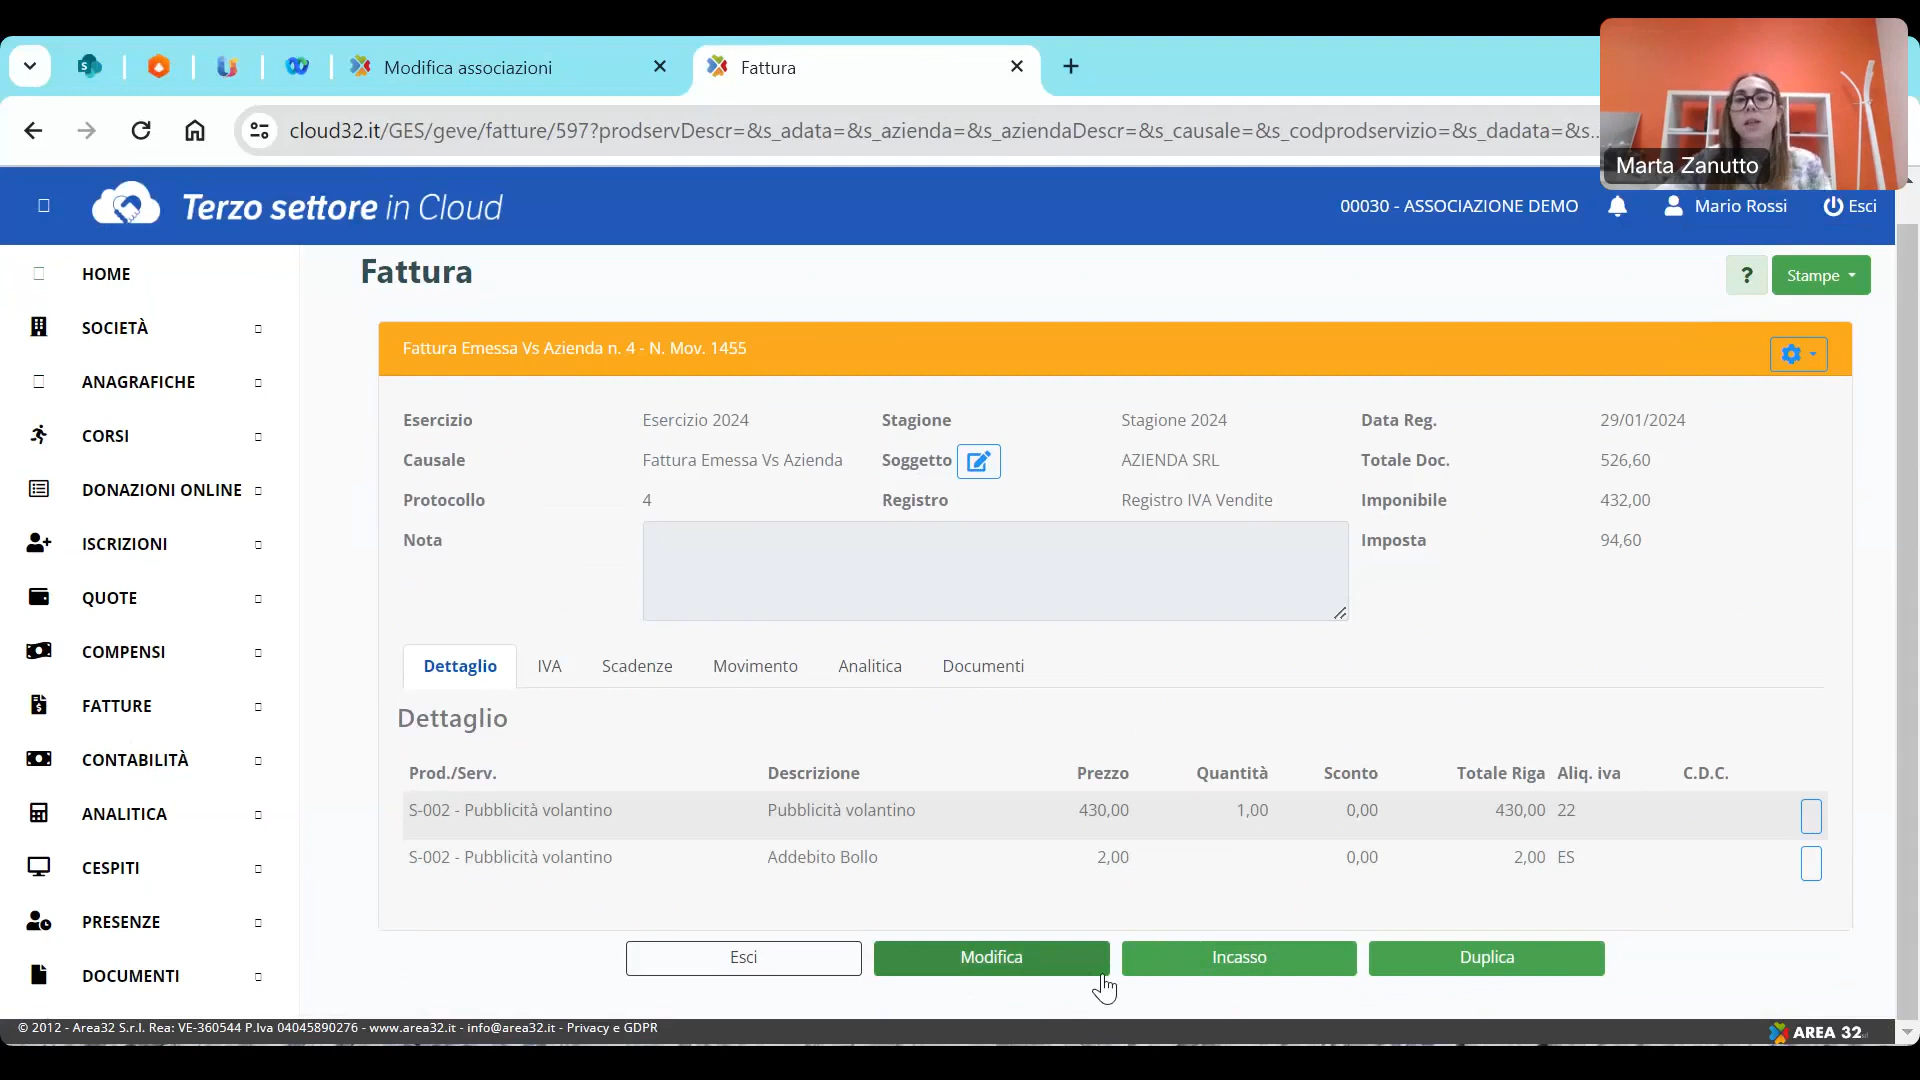 Modifica associazioni
Fattura
cloud32.it/GES/geve/fatture/597?prodservDescr=&s_adata=&s_azienda=&s_aziendaDescr=&s_causale=&s_codprodservizio=&s_dadata=&s...
Marta Zanutto
Terzo settore in Cloud
00030 - ASSOCIAZIONE DEMO
Mario Rossi
Esci
HOME
SOCIETÀ
ANAGRAFICHE
CORSI
DONAZIONI ONLINE
ISCRIZIONI
QUOTE
COMPENSI
FATTURE
CONTABILITÀ
ANALITICA
CESPITI
PRESENZE
DOCUMENTI
Fattura
? Stampe
Fattura Emessa Vs Azienda n. 4 - N. Mov. 1455
Esercizio Esercizio 2024 Stagione Stagione 2024 Data Reg. 29/01/2024
Causale Fattura Emessa Vs Azienda Soggetto AZIENDA SRL Totale Doc. 526,60
Protocollo 4 Registro Registro IVA Vendite Imponibile 432,00
Nota Imposta 94,60
Dettaglio IVA Scadenze Movimento Analitica Documenti
Dettaglio
Prod./Serv. Descrizione Prezzo Quantità Sconto Totale Riga Aliq. iva C.D.C.
S-002 - Pubblicità volantino Pubblicità volantino 430,00 1,00 0,00 430,00 22
S-002 - Pubblicità volantino Addebito Bollo 2,00 0,00 2,00 ES
Esci Modifica Incasso Duplica
© 2012 - Area32 S.r.l. Rea: VE-360544 P.Iva 04045890276 - www.area32.it - info@area32.it - Privacy e GDPR
AREA 32